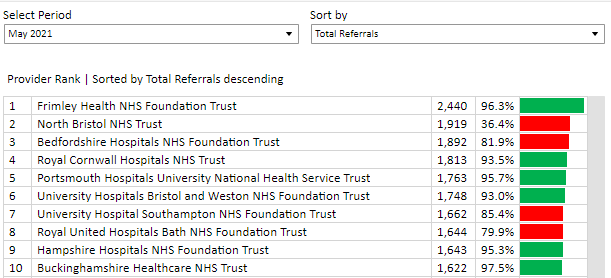 Select Period
Sort by
May 2021
Total Referrals
Provider Rank | Sorted by Total Referrals descending
1 Frimley Health NHS Foundation Trust 2,440 96.3%
2 North Bristol NHS Trust 1,919 36.4%
3 Bedfordshire Hospitals NHS Foundation Trust 1,892 81.9%
4 Royal Cornwall Hospitals NHS Trust 1,813 93.5%
5 Portsmouth Hospitals University National Health Service Trust 1,763 95.7%
6 University Hospitals Bristol and Weston NHS Foundation Trust 1,748 93.0%
7 University Hospital Southampton NHS Foundation Trust 1,662 85.4%
8 Royal United Hospitals Bath NHS Foundation Trust 1,644 79.9%
9 Hampshire Hospitals NHS Foundation Trust 1,643 95.3%
10 Buckinghamshire Healthcare NHS Trust 1,622 97.5%